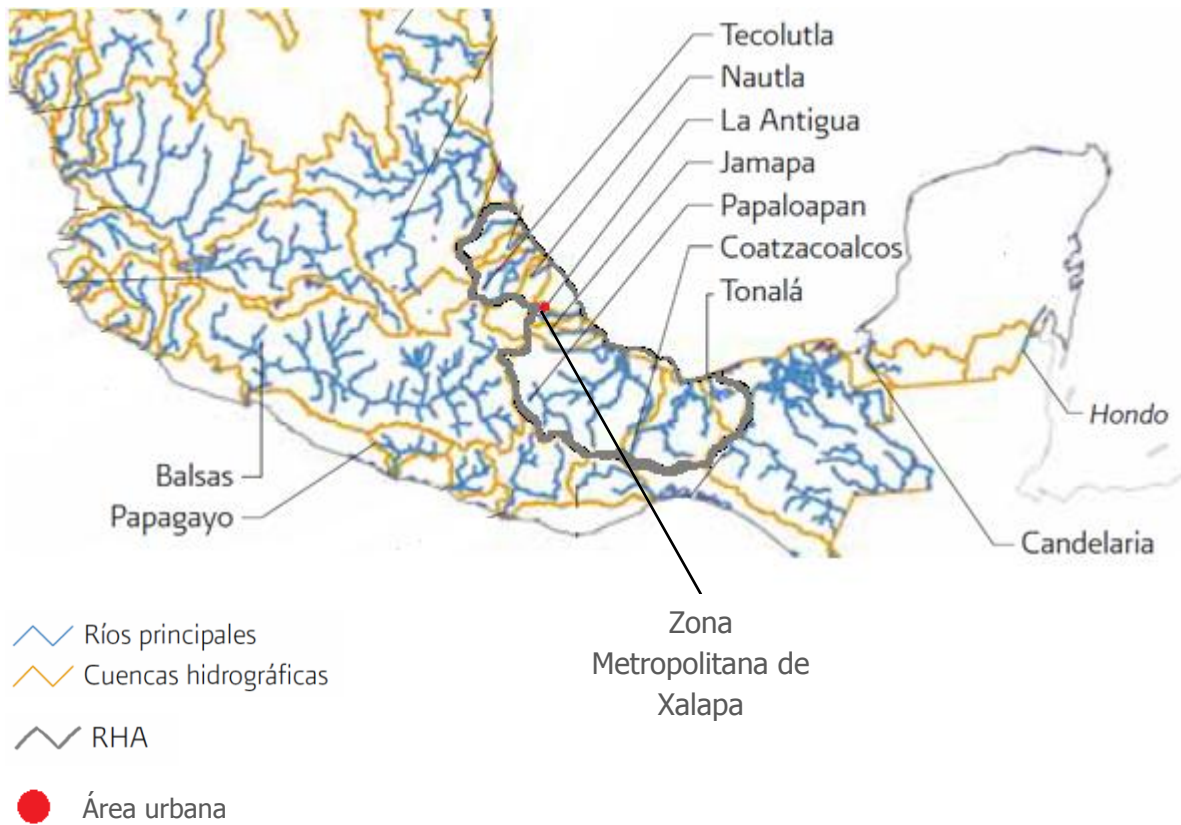 Tecolutla
Nautla
La Antigua
Jamapa
Papaloapan
Coatzacoalcos
Tonalá
Hondo
Balsas
Papagayo
Candelaria
Zona
Metropolitana de
Xalapa
Ríos principales
Cuencas hidrográficas
RHA
Área urbana